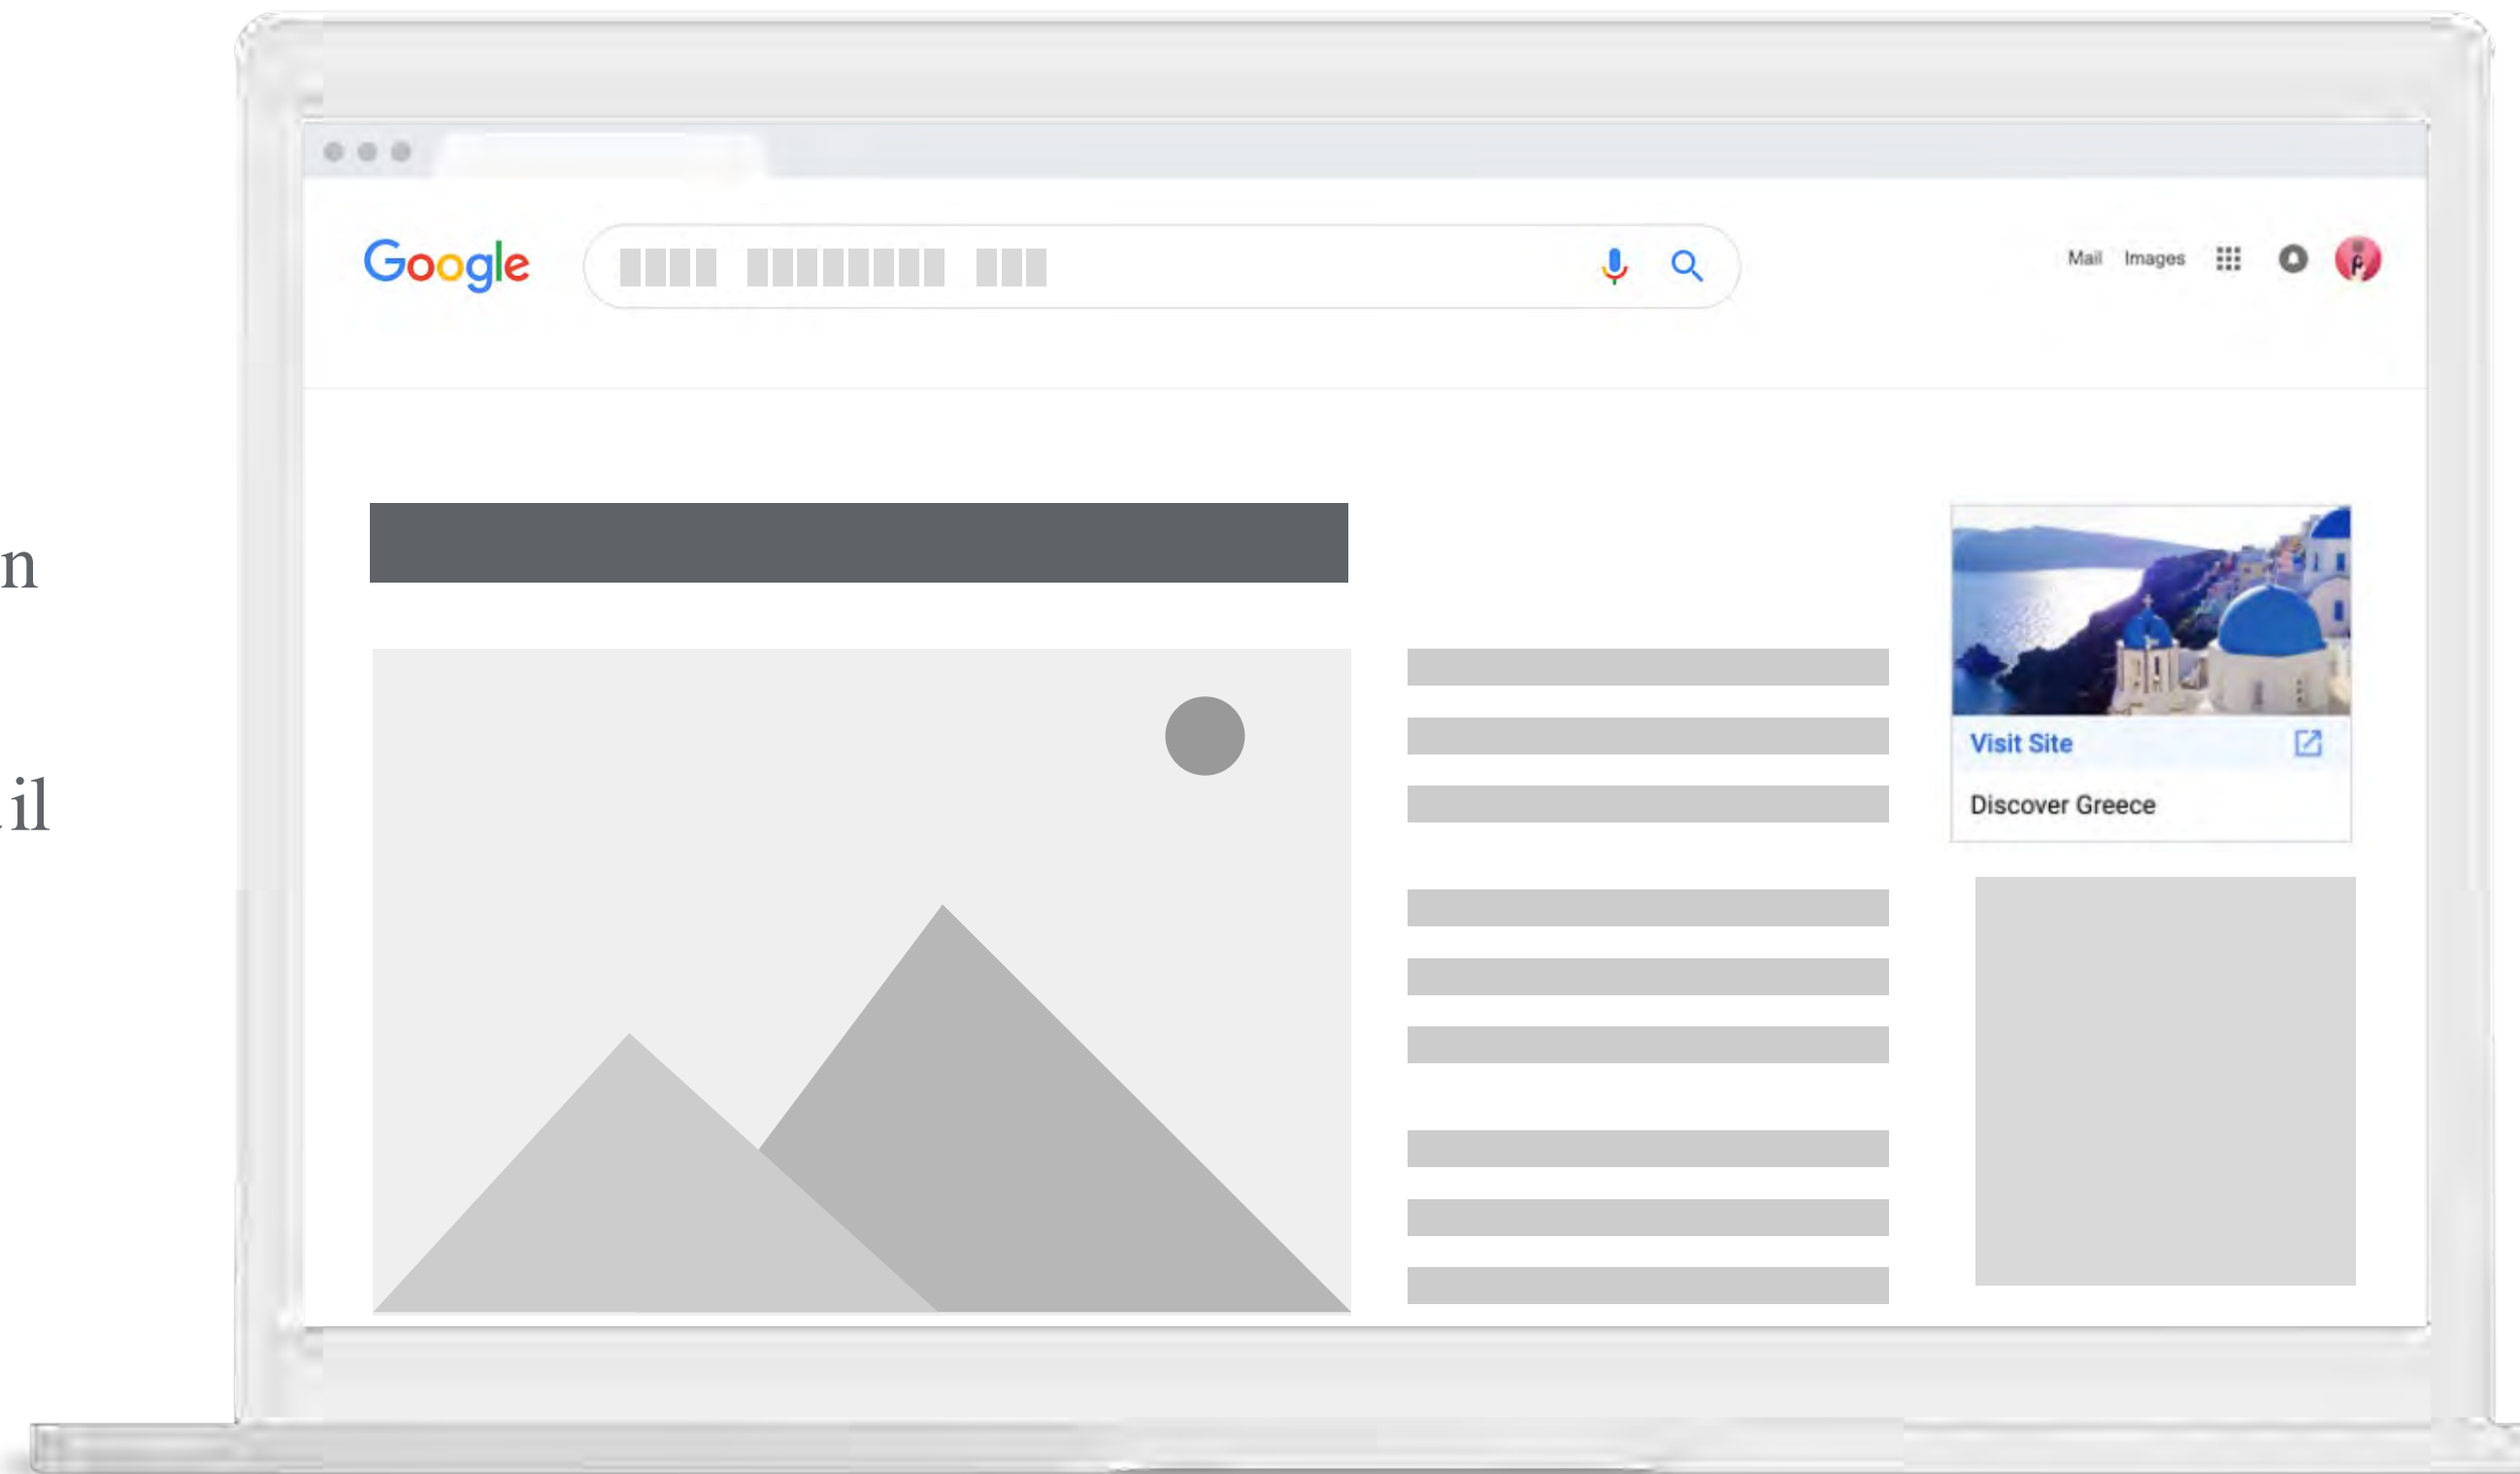 Google
Mail Images
n
il
Visit Site
Discover Greece